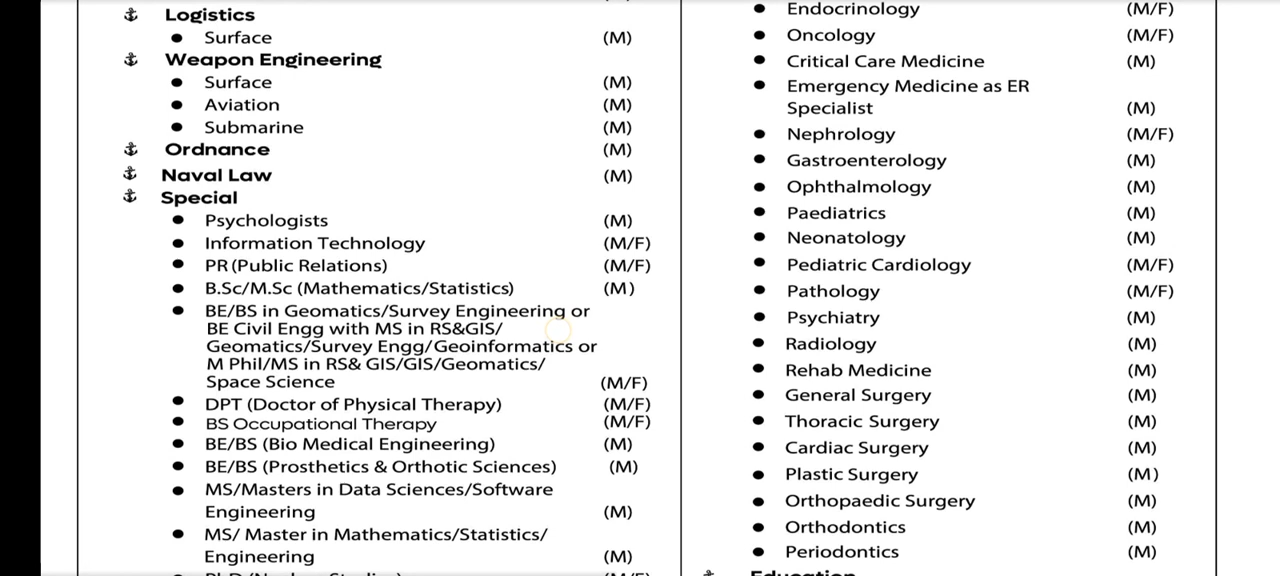 Logistics
Surface (M)
Weapon Engineering
Surface (M)
Aviation (M)
Submarine (M)
Ordnance (M)
Naval Law (M)
Special
Psychologists (M)
Information Technology (M/F)
PR (Public Relations) (M/F)
B.Sc/M.Sc (Mathematics/Statistics) (M)
BE/BS in Geomatics/Survey Engineering or
BE Civil Engg with MS in RS&GIS/
Geomatics/Survey Engg/Geoinformatics or
M Phil/MS in RS& GIS/GIS/Geomatics/
Space Science (M/F)
DPT (Doctor of Physical Therapy) (M/F)
BS Occupational Therapy (M/F)
BE/BS (Bio Medical Engineering) (M)
BE/BS (Prosthetics & Orthotic Sciences) (M)
MS/Masters in Data Sciences/Software
Engineering (M)
MS/ Master in Mathematics/Statistics/
Engineering (M)
Endocrinology (M/F)
Oncology (M/F)
Critical Care Medicine (M)
Emergency Medicine as ER
Specialist (M)
Nephrology (M/F)
Gastroenterology (M)
Ophthalmology (M)
Paediatrics (M)
Neonatology (M)
Pediatric Cardiology (M/F)
Pathology (M/F)
Psychiatry (M)
Radiology (M)
Rehab Medicine (M)
General Surgery (M)
Thoracic Surgery (M)
Cardiac Surgery (M)
Plastic Surgery (M)
Orthopaedic Surgery (M)
Orthodontics (M)
Periodontics (M)
Education